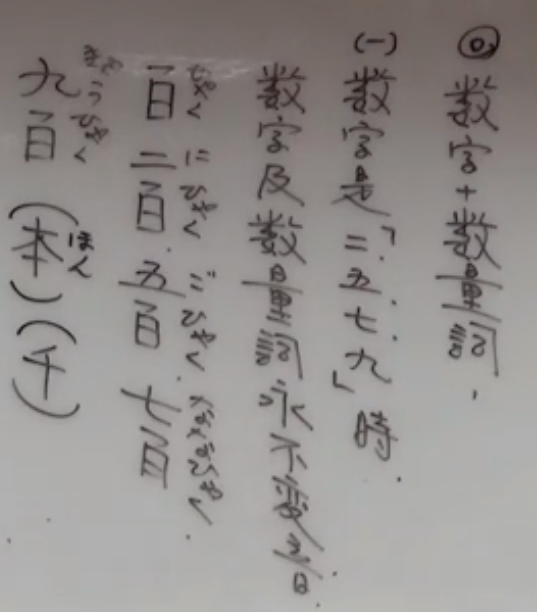 ◎ 数字+数量詞.
(一) 数字是「二.五.七.九」時.
数字及数量詞永不變音.
ひゃく にひゃく ごひゃく ななひゃく
百 二百.五百.七百
きゅうひゃく ほん
九百 (本)(千)